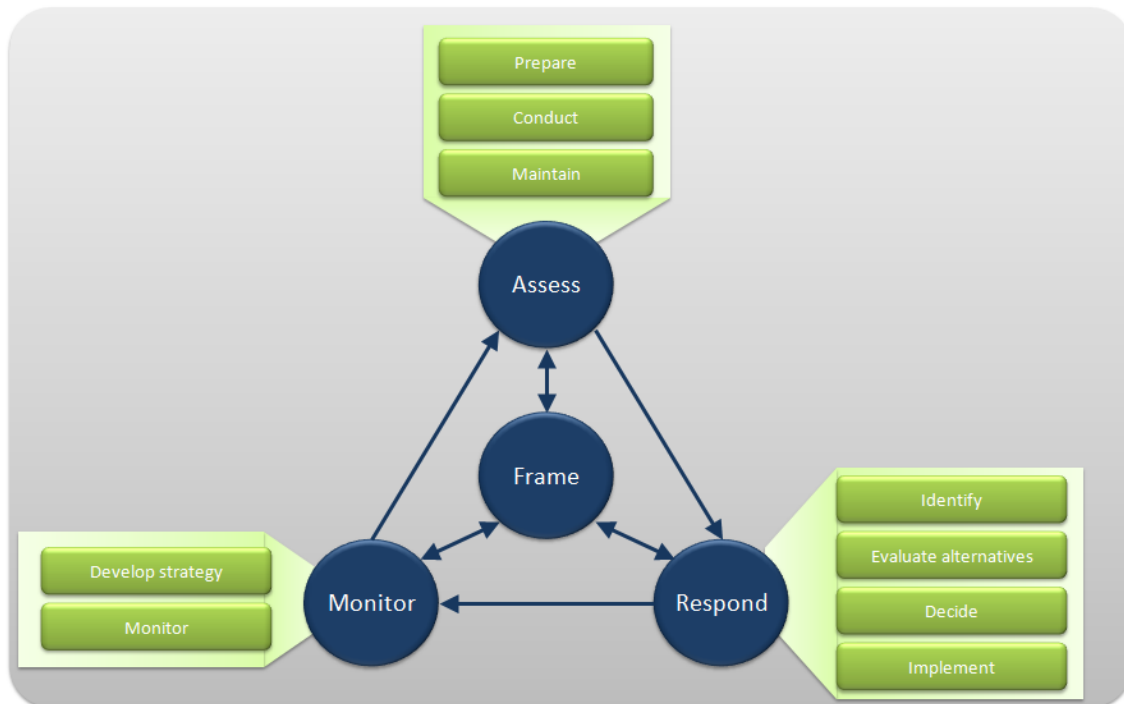 Prepare
Conduct
Maintain
Assess
Frame
Identify
Evaluate alternatives
Decide
Implement
Develop strategy
Monitor
Monitor
Respond